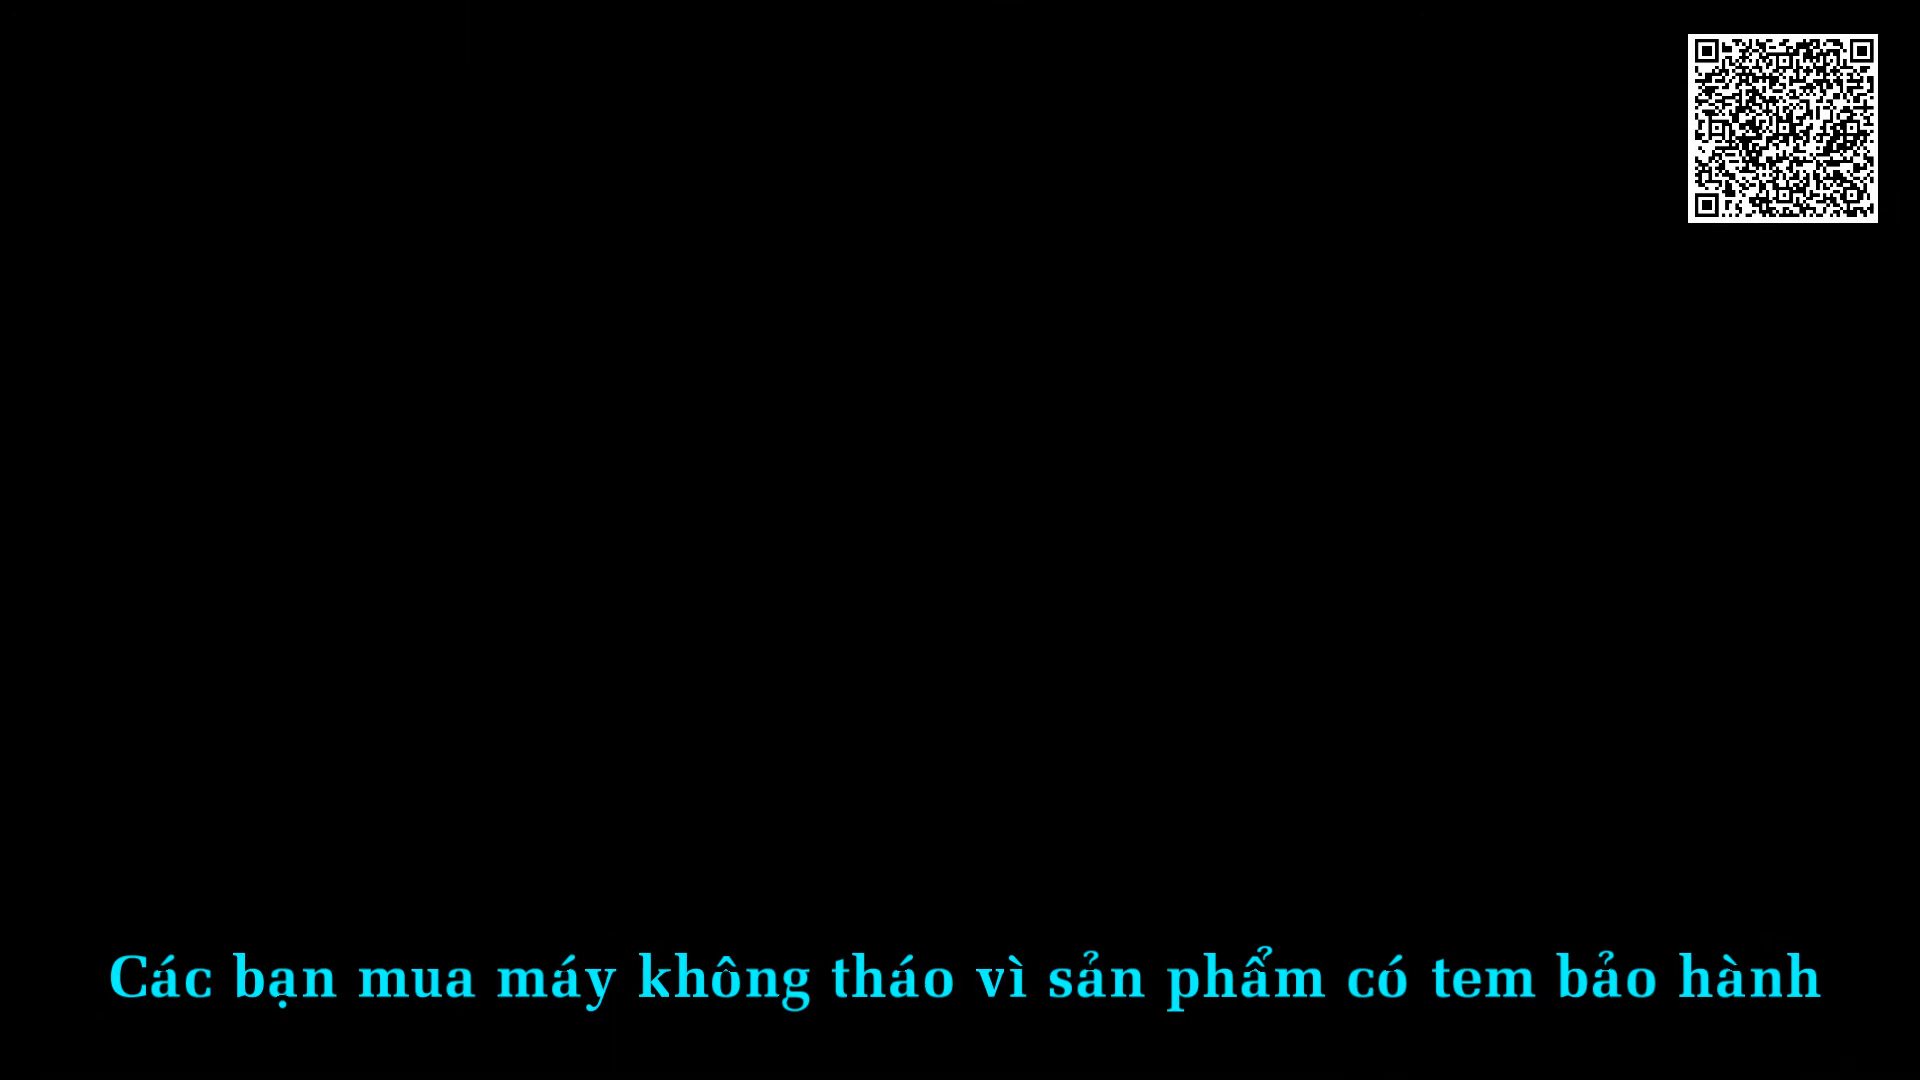 Các bạn mua máy không tháo vì sản phẩm có tem bảo hành